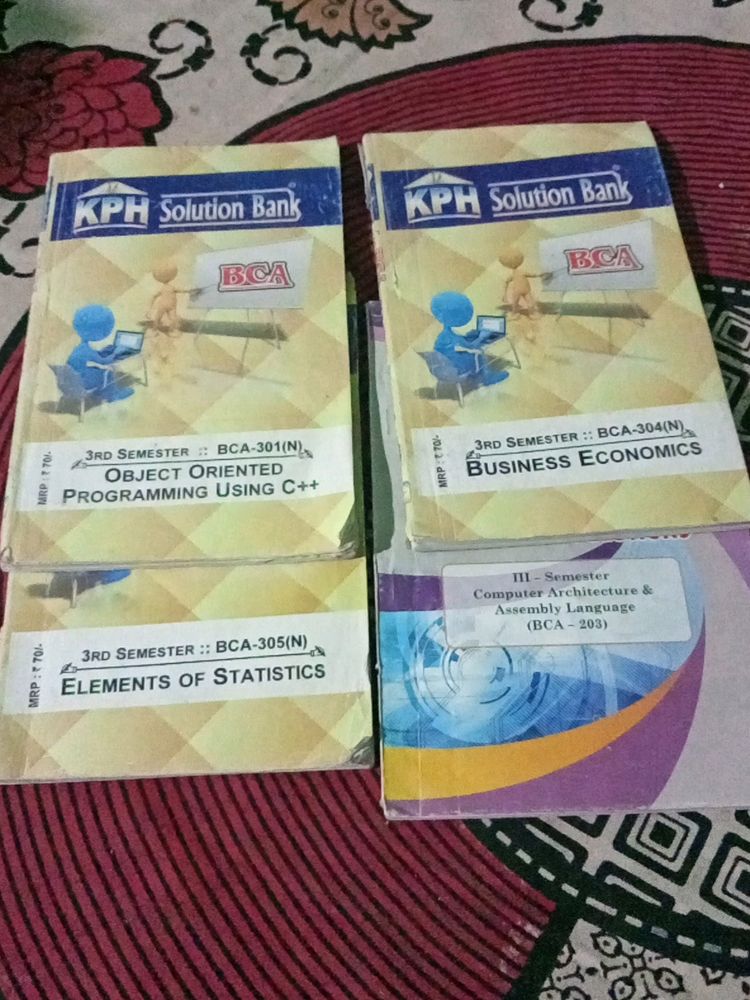 KPH Solution Bank
BCA
MRP : ₹ 70/-
3RD SEMESTER :: BCA-301(N)
OBJECT ORIENTED
PROGRAMMING USING C++
KPH Solution Bank
BCA
MRP : ₹ 70/-
3RD SEMESTER :: BCA-304(N)
BUSINESS ECONOMICS
MRP : ₹ 70/-
3RD SEMESTER :: BCA-305(N)
ELEMENTS OF STATISTICS
III – Semester
Computer Architecture &
Assembly Language
(BCA – 203)